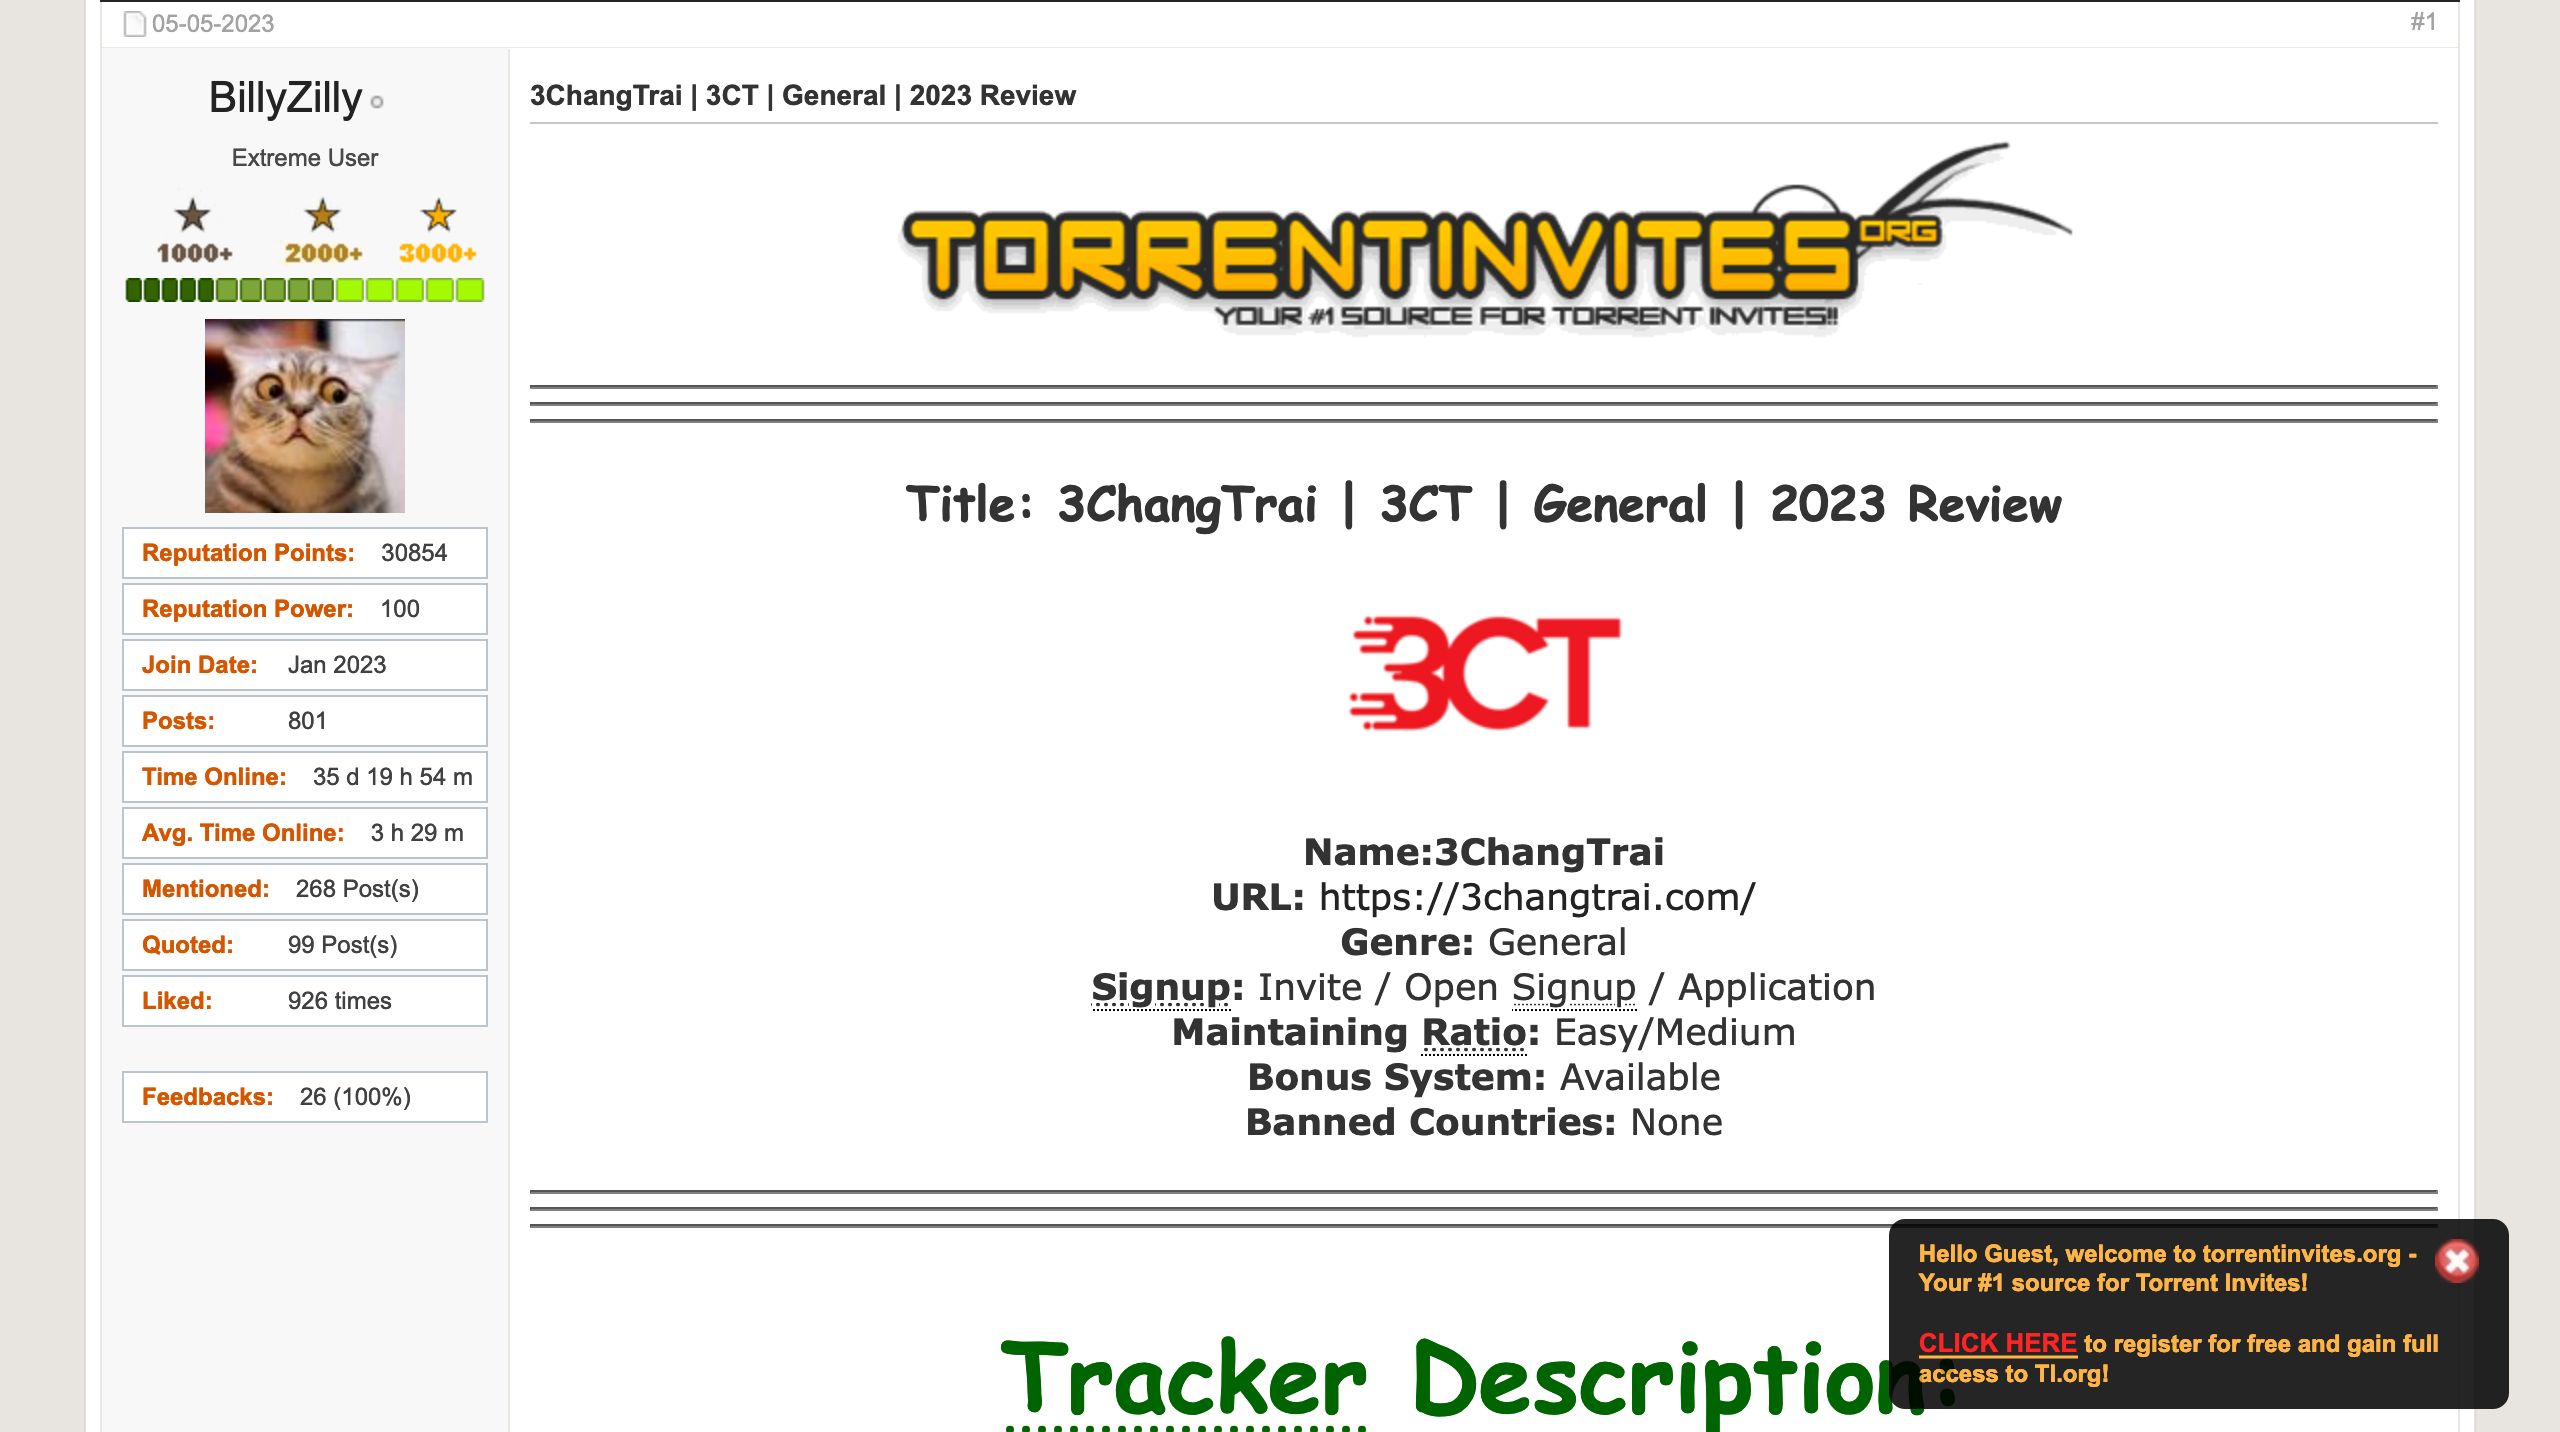 05-05-2023
#1
BillyZilly
Extreme User
1000+ 2000+ 3000+
Reputation Points: 30854
Reputation Power: 100
Join Date: Jan 2023
Posts: 801
Time Online: 35 d 19 h 54 m
Avg. Time Online: 3 h 29 m
Mentioned: 268 Post(s)
Quoted: 99 Post(s)
Liked: 926 times
Feedbacks: 26 (100%)
3ChangTrai | 3CT | General | 2023 Review
TORRENTINVITES ORG
YOUR #1 SOURCE FOR TORRENT INVITES!!
Title: 3ChangTrai | 3CT | General | 2023 Review
3CT
Name:3ChangTrai
URL: https://3changtrai.com/
Genre: General
Signup: Invite / Open Signup / Application
Maintaining Ratio: Easy/Medium
Bonus System: Available
Banned Countries: None
Tracker Description:
Hello Guest, welcome to torrentinvites.org -
Your #1 source for Torrent Invites!
CLICK HERE to register for free and gain full
access to TI.org!